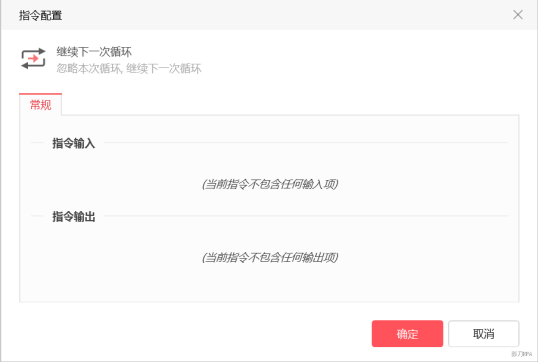 指令配置
继续下一次循环
忽略本次循环, 继续下一次循环
常规
指令输入
(当前指令不包含任何输入项)
指令输出
(当前指令不包含任何输出项)
确定
取消